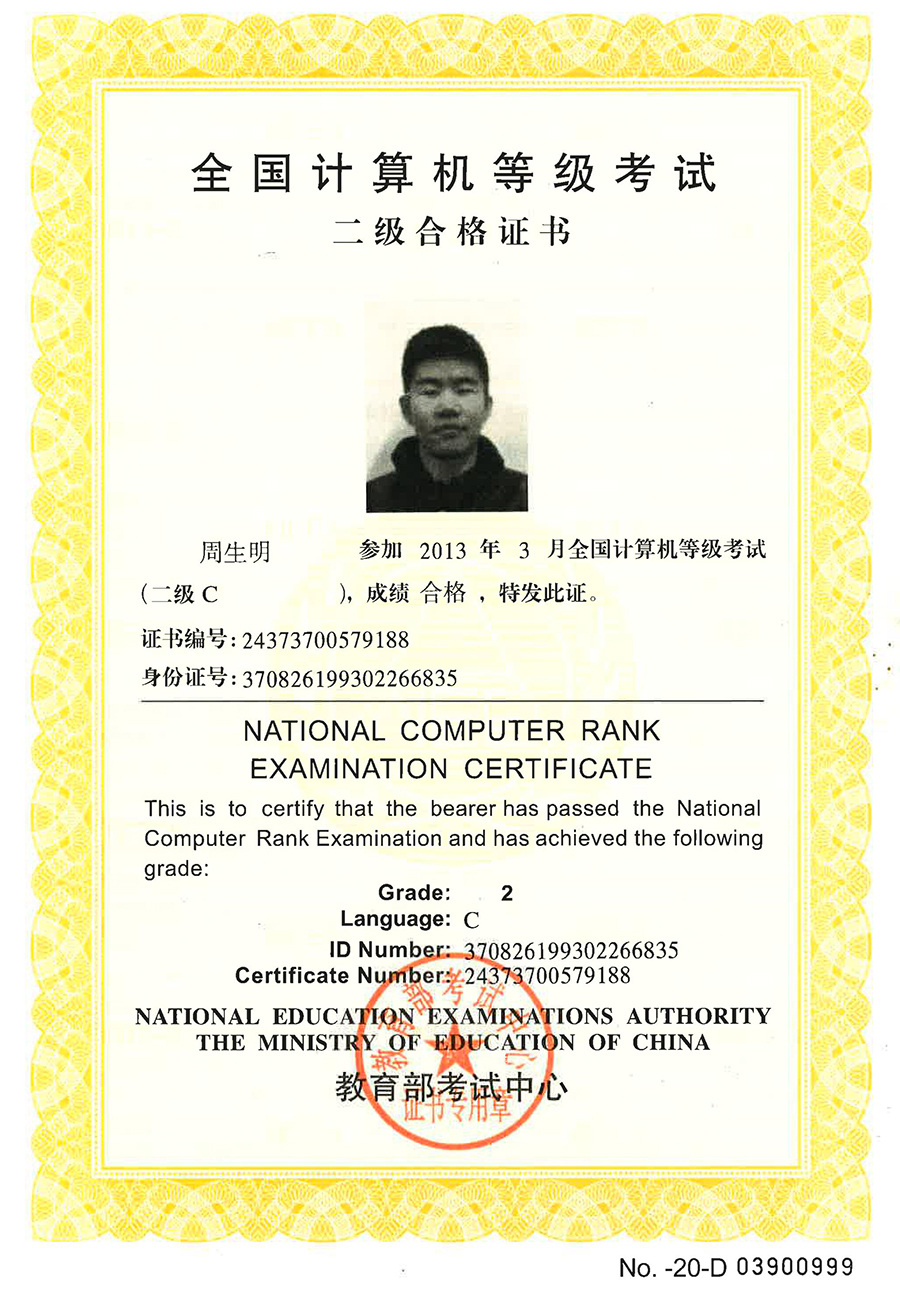 全国计算机等级考试
二级合格证书
周生明 参加 2013 年 3 月全国计算机等级考试
(二级 C ), 成绩 合格 , 特发此证。
证书编号: 24373700579188
身份证号: 370826199302266835
NATIONAL COMPUTER RANK
EXAMINATION CERTIFICATE
This is to certify that the bearer has passed the National
Computer Rank Examination and has achieved the following
grade:
Grade: 2
Language: C
ID Number: 370826199302266835
Certificate Number: 24373700579188
NATIONAL EDUCATION EXAMINATIONS AUTHORITY
THE MINISTRY OF EDUCATION OF CHINA
教育部考试中心
教育部考试中心
证书专用章
No. -20-D 03900999